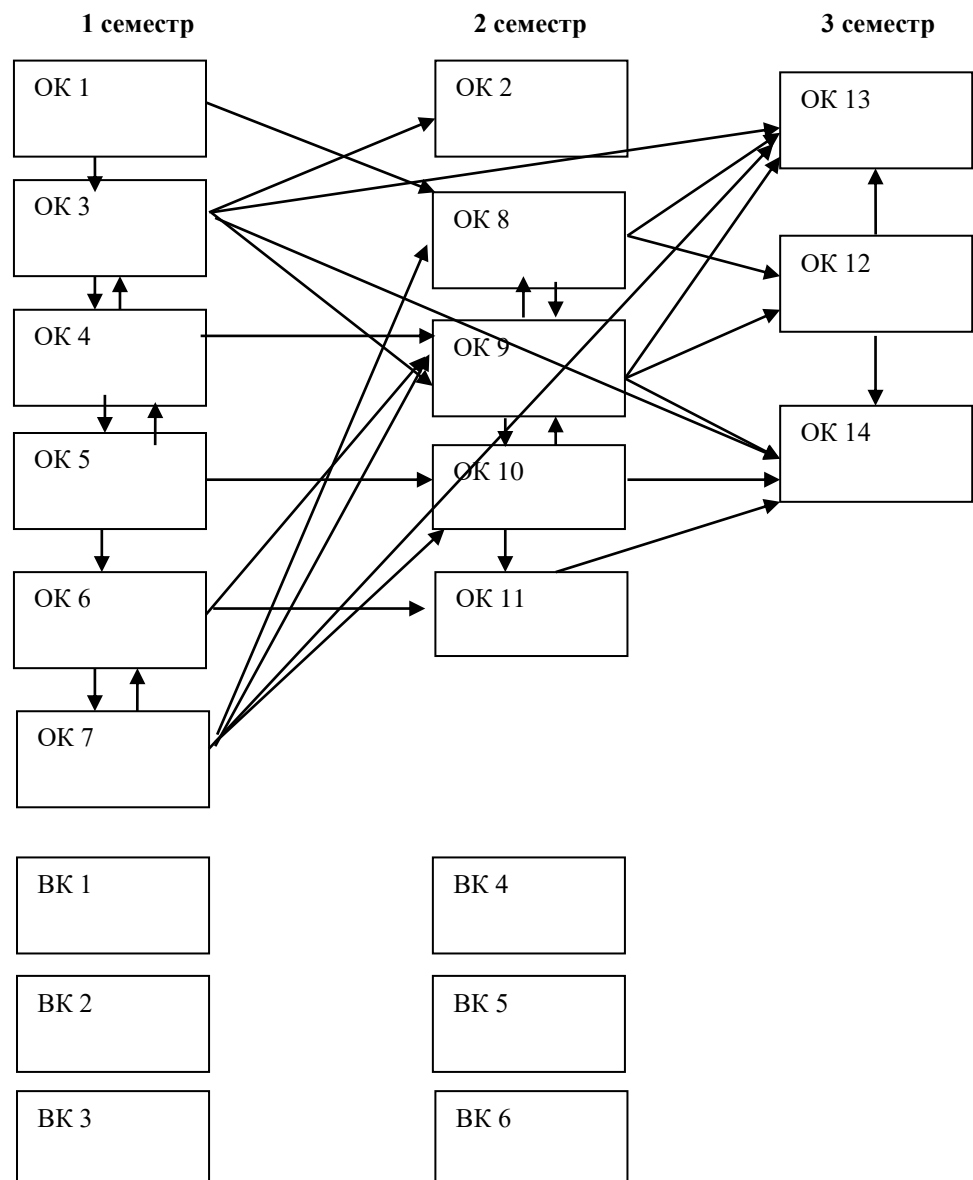 1 семестр
2 семестр
3 семестр
ОК 1
ОК 2
ОК 13
ОК 3
ОК 8
ОК 12
ОК 4
ОК 9
ОК 14
ОК 5
ОК 10
ОК 6
ОК 11
ОК 7
ВК 1
ВК 4
ВК 2
ВК 5
ВК 3
ВК 6